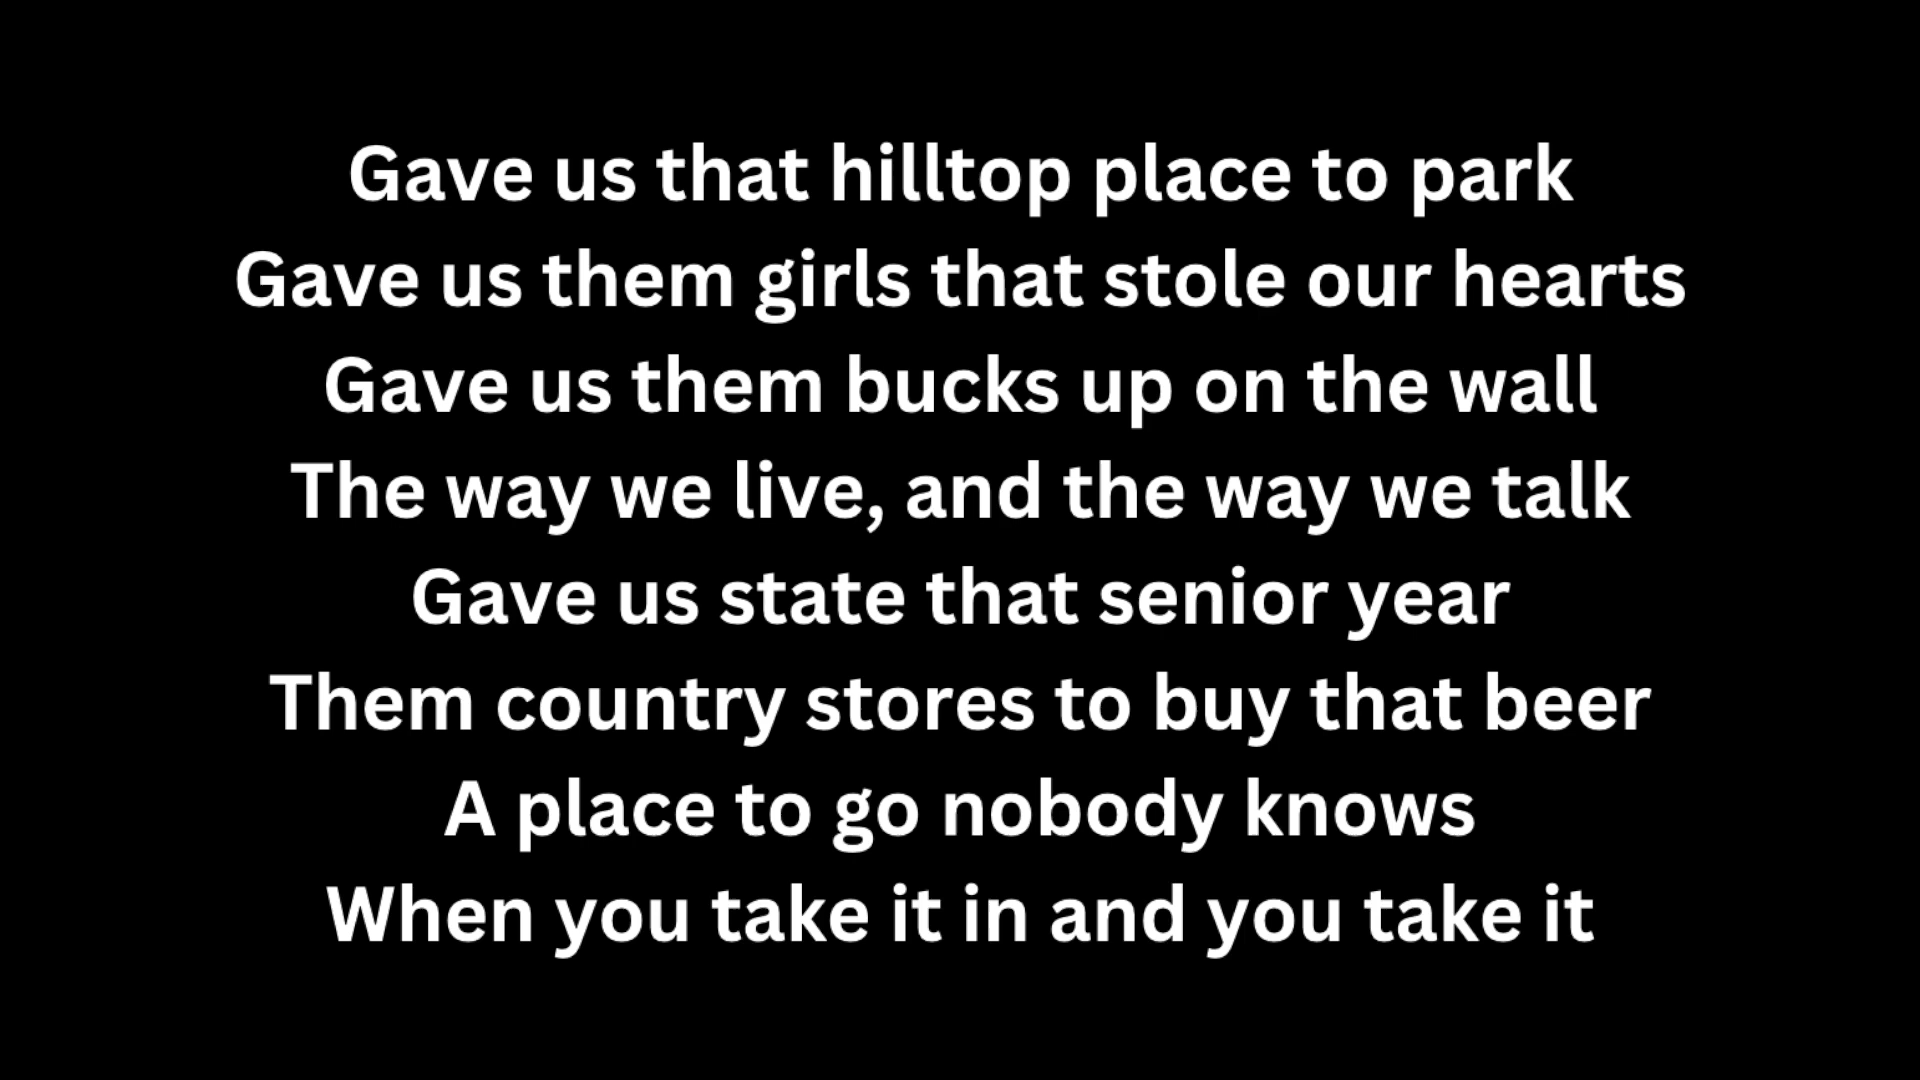 Gave us that hilltop place to park
Gave us them girls that stole our hearts
Gave us them bucks up on the wall
The way we live, and the way we talk
Gave us state that senior year
Them country stores to buy that beer
A place to go nobody knows
When you take it in and you take it